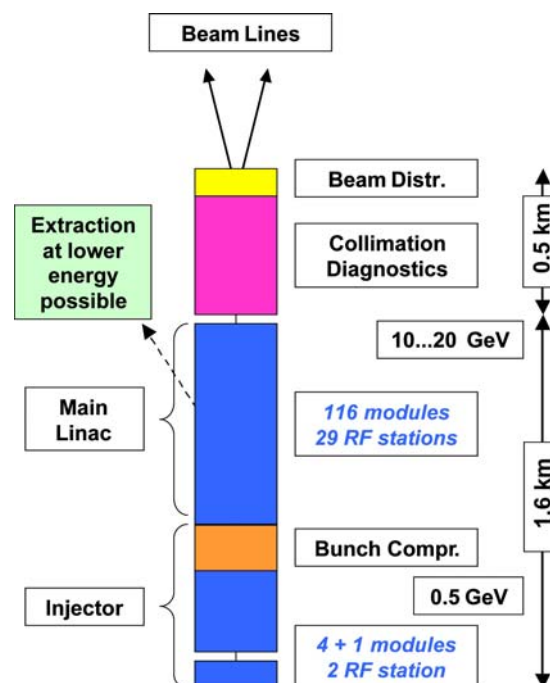 Beam Lines
Beam Distr.
Extraction
at lower
energy
possible
Collimation
Diagnostics
0.5 km
10...20 GeV
Main
Linac
116 modules
29 RF stations
1.6 km
Bunch Compr.
Injector
0.5 GeV
4 + 1 modules
2 RF station